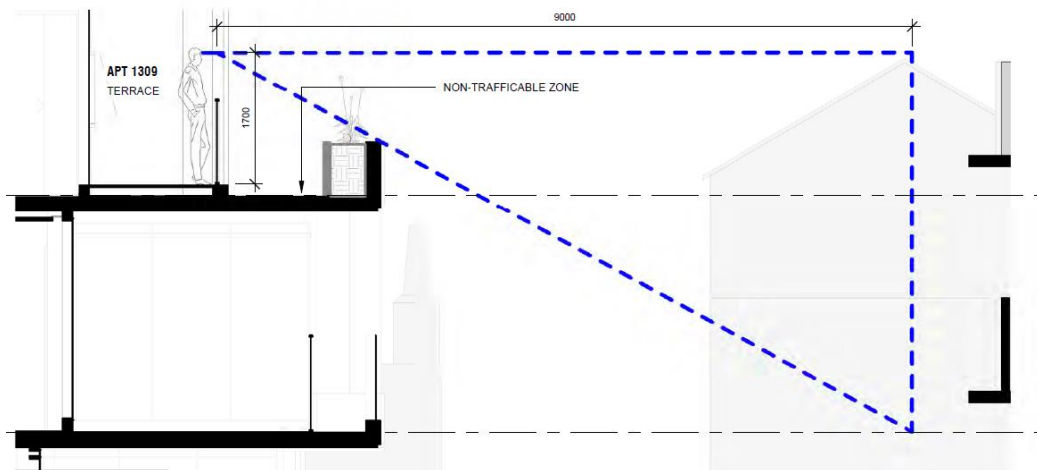 9000
APT 1309
TERRACE
NON-TRAFFICABLE ZONE
1700